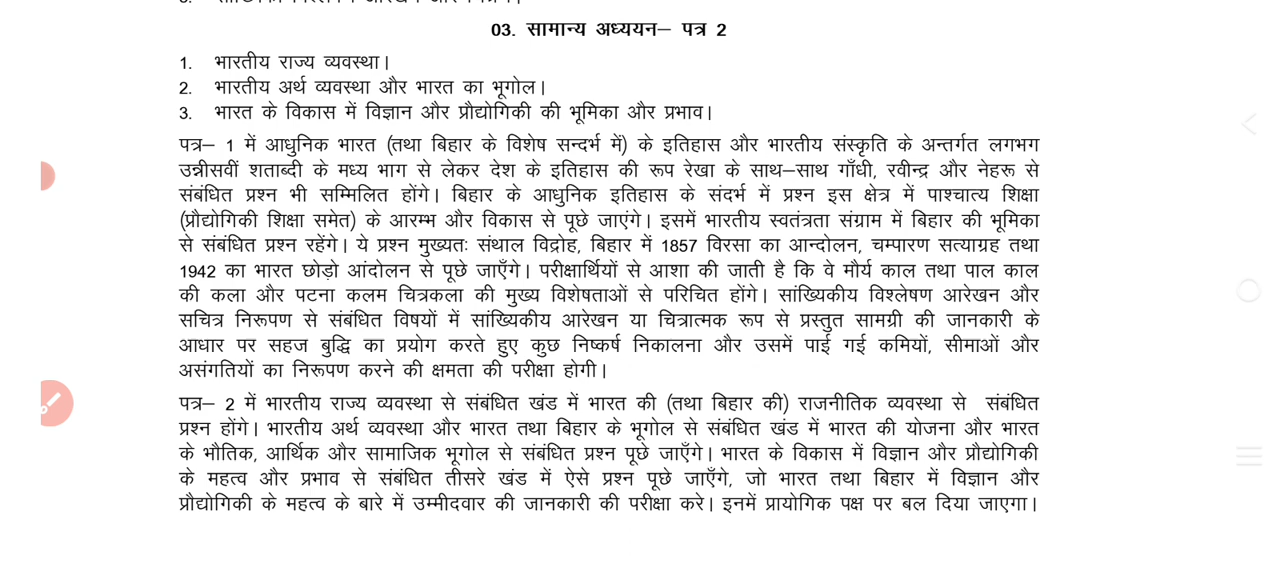 03. सामान्य अध्ययन– पत्र 2
1. भारतीय राज्य व्यवस्था।
2. भारतीय अर्थ व्यवस्था और भारत का भूगोल।
3. भारत के विकास में विज्ञान और प्रौद्योगिकी की भूमिका और प्रभाव।
पत्र– 1 में आधुनिक भारत (तथा बिहार के विशेष सन्दर्भ में) के इतिहास और भारतीय संस्कृति के अन्तर्गत लगभग
उन्नीसवीं शताब्दी के मध्य भाग से लेकर देश के इतिहास की रूप रेखा के साथ–साथ गाँधी, रवीन्द्र और नेहरू से
संबंधित प्रश्न भी सम्मिलित होंगे। बिहार के आधुनिक इतिहास के संदर्भ में प्रश्न इस क्षेत्र में पाश्चात्य शिक्षा
(प्रौद्योगिकी शिक्षा समेत) के आरम्भ और विकास से पूछे जाएंगे। इसमें भारतीय स्वतंत्रता संग्राम में बिहार की भूमिका
से संबंधित प्रश्न रहेंगे। ये प्रश्न मुख्यतः संथाल विद्रोह, बिहार में 1857 विरसा का आन्दोलन, चम्पारण सत्याग्रह तथा
1942 का भारत छोड़ो आंदोलन से पूछे जाएँगे। परीक्षार्थियों से आशा की जाती है कि वे मौर्य काल तथा पाल काल
की कला और पटना कलम चित्रकला की मुख्य विशेषताओं से परिचित होंगे। सांख्यिकीय विश्लेषण आरेखन और
सचित्र निरूपण से संबंधित विषयों में सांख्यिकीय आरेखन या चित्रात्मक रूप से प्रस्तुत सामग्री की जानकारी के
आधार पर सहज बुद्धि का प्रयोग करते हुए कुछ निष्कर्ष निकालना और उसमें पाई गई कमियों, सीमाओं और
असंगतियों का निरूपण करने की क्षमता की परीक्षा होगी।
पत्र– 2 में भारतीय राज्य व्यवस्था से संबंधित खंड में भारत की (तथा बिहार की) राजनीतिक व्यवस्था से संबंधित
प्रश्न होंगे। भारतीय अर्थ व्यवस्था और भारत तथा बिहार के भूगोल से संबंधित खंड में भारत की योजना और भारत
के भौतिक, आर्थिक और सामाजिक भूगोल से संबंधित प्रश्न पूछे जाएँगे। भारत के विकास में विज्ञान और प्रौद्योगिकी
के महत्व और प्रभाव से संबंधित तीसरे खंड में ऐसे प्रश्न पूछे जाएँगे, जो भारत तथा बिहार में विज्ञान और
प्रौद्योगिकी के महत्व के बारे में उम्मीदवार की जानकारी की परीक्षा करे। इनमें प्रायोगिक पक्ष पर बल दिया जाएगा।